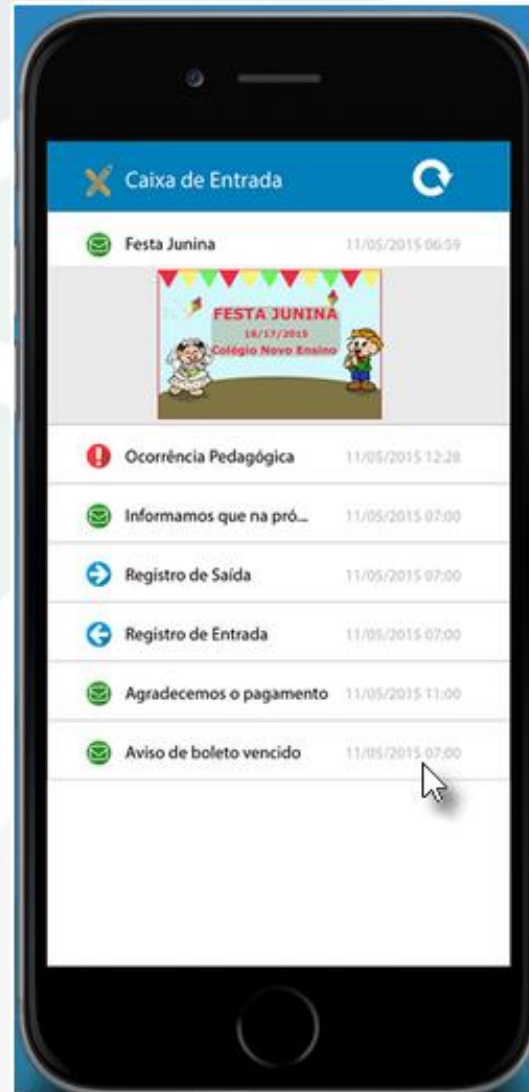 Caixa de Entrada
Festa Junina 11/05/2015 06:59
FESTA JUNINA
16/17/2015
Colégio Novo Ensino
Ocorrência Pedagógica 11/05/2015 12:28
Informamos que na pró... 11/05/2015 07:00
Registro de Saída 11/05/2015 07:00
Registro de Entrada 11/05/2015 07:00
Agradecemos o pagamento 11/05/2015 11:00
Aviso de boleto vencido 11/05/2015 07:00